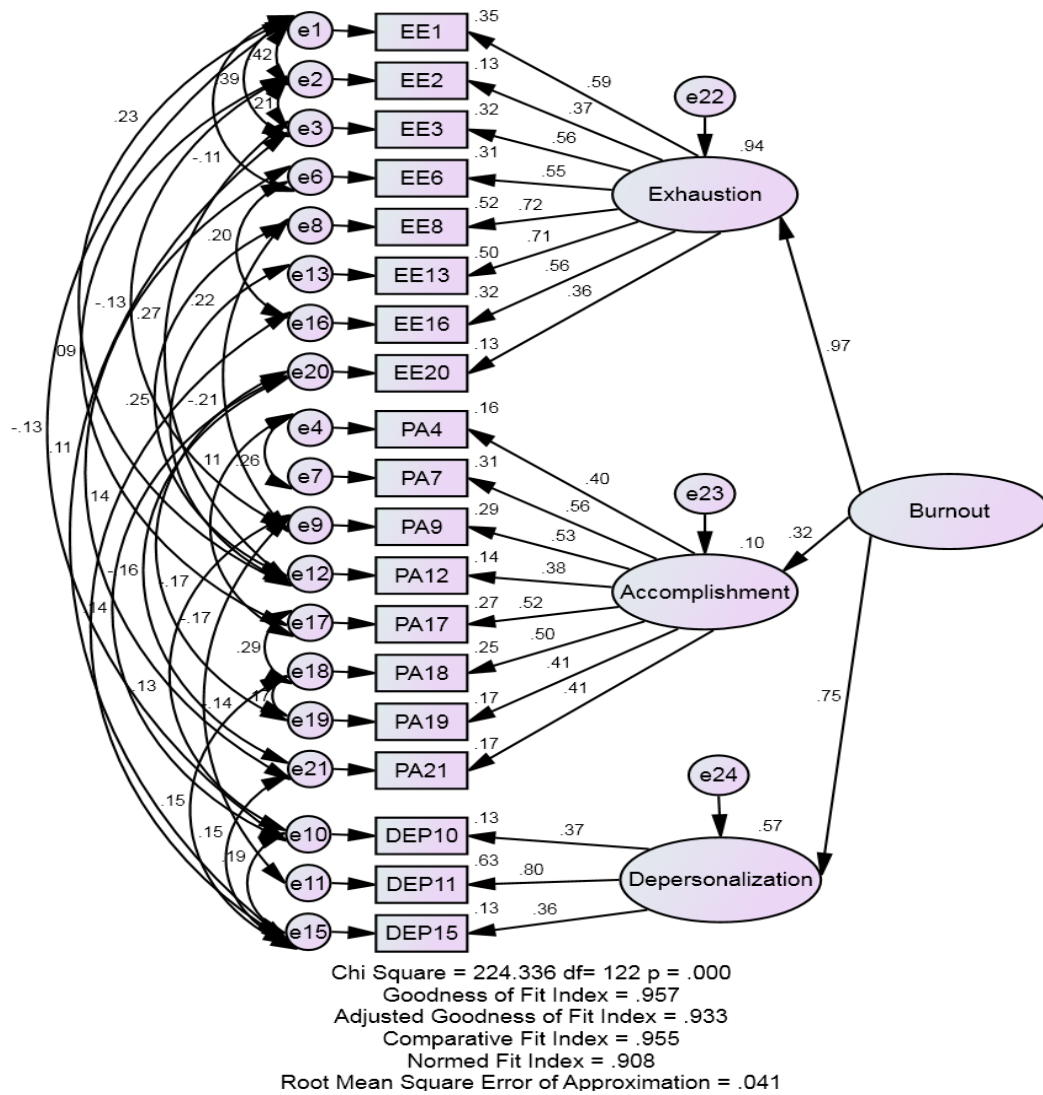 e1 EE1 .35
.42
e2 EE2 .13
.39
.21
e3 EE3 .32
.23
.59
.37
.56
e22
.94
-.11
e6 EE6 .31
.55
Exhaustion
e8 EE8 .52 .72
.20
e13 EE13 .50 .71
-.13 .27 .22
e16 EE16 .32 .56
.09
e20 EE20 .13 .36
.97
.25 -.21
e4 PA4 .16
-.13 .11
.11 .26
e7 PA7 .31 .40
e23
.14
e9 PA9 .29 .56
.53
Burnout
.32
.10
e12 PA12 .14 .38
Accomplishment
-.16 -.17
.14 -.17
e17 PA17 .27 .52
.29
e18 PA18 .25 .50
-.13 -.14 .17
e19 PA19 .17 .41
.75
e21 PA21 .17 .41
e24
.15
.15
.19
e10 DEP10 .13 .37
.57
e11 DEP11 .63 .80
Depersonalization
e15 DEP15 .13 .36
Chi Square = 224.336 df= 122 p = .000
Goodness of Fit Index = .957
Adjusted Goodness of Fit Index = .933
Comparative Fit Index = .955
Normed Fit Index = .908
Root Mean Square Error of Approximation = .041